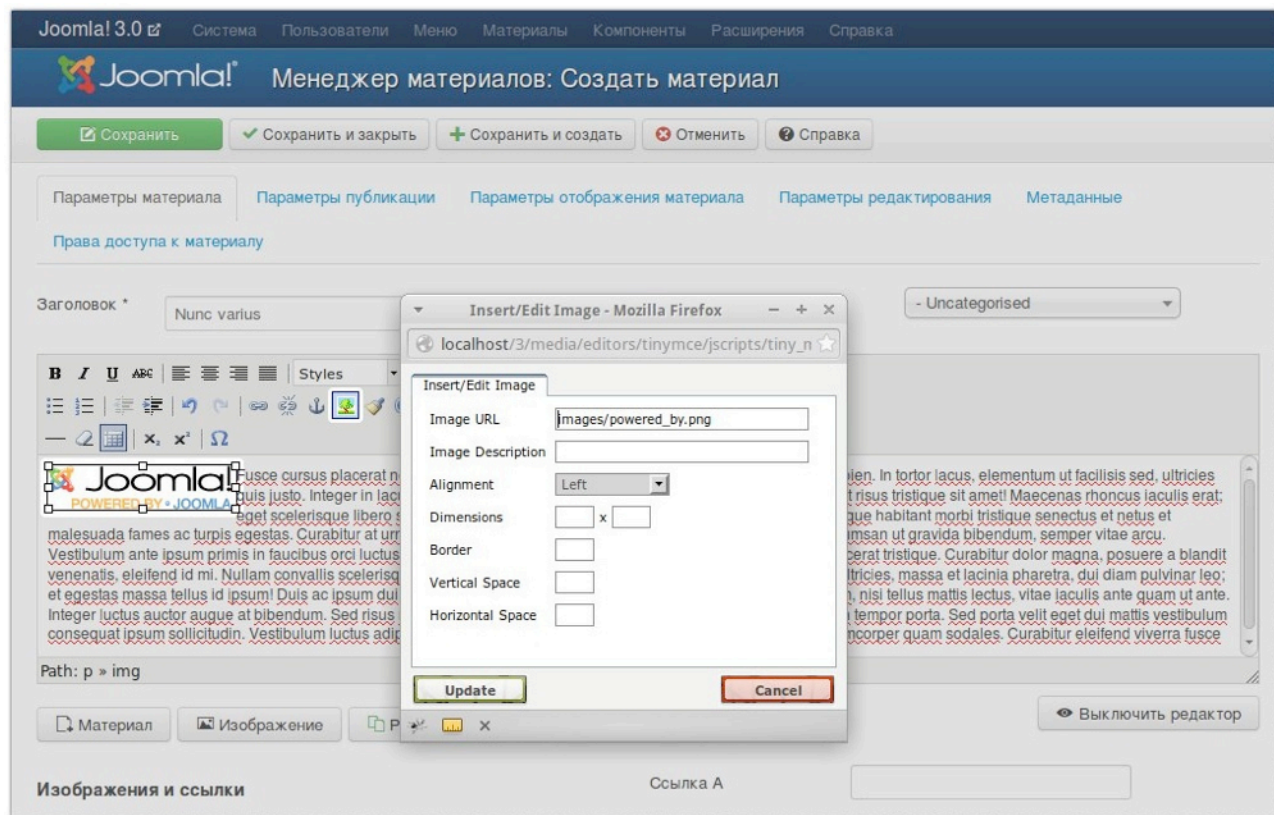 Joomla! 3.0 Система Пользователи Меню Материалы Компоненты Расширения Справка
Joomla!® Менеджер материалов: Создать материал
Сохранить Сохранить и закрыть Сохранить и создать Отменить Справка
Параметры материала Параметры публикации Параметры отображения материала Параметры редактирования Метаданные
Права доступа к материалу
Заголовок * Nunc varius - Uncategorised
Insert/Edit Image - Mozilla Firefox
localhost/3/media/editors/tinymce/jscripts/tiny_n
B I U ABC Styles
Insert/Edit Image
Image URL images/powered_by.png
Image Description
Alignment Left
Dimensions x
Border
Vertical Space
Horizontal Space
Update Cancel
Joomla!
POWERED BY • JOOMLA
Fusce cursus placerat In tortor lacus, elementum ut facilisis sed, ultricies
quis justo. Integer in risus tristique sit amet! Maecenas rhoncus iaculis erat;
eget scelerisque libero habitant morbi tristique senectus et netus et
malesuada fames ac turpis egestas. Curabitur at ut gravida bibendum, semper vitae arcu.
Vestibulum ante ipsum primis in faucibus orci luctus tristique. Curabitur dolor magna, posuere a blandit
venenatis, eleifend id mi. Nullam convallis massa et lacinia pharetra, dui diam pulvinar leo;
et egestas massa tellus id ipsum! Duis ac ipsum dui nisi tellus mattis lectus, vitae iaculis ante quam ut ante.
Integer luctus auctor augue at bibendum. Sed risus tempor porta. Sed porta velit eget dui mattis vestibulum
consequat ipsum sollicitudin. Vestibulum luctus quam sodales. Curabitur eleifend viverra fusce
Path: p » img
Материал Изображение Выключить редактор
Изображения и ссылки Ссылка A